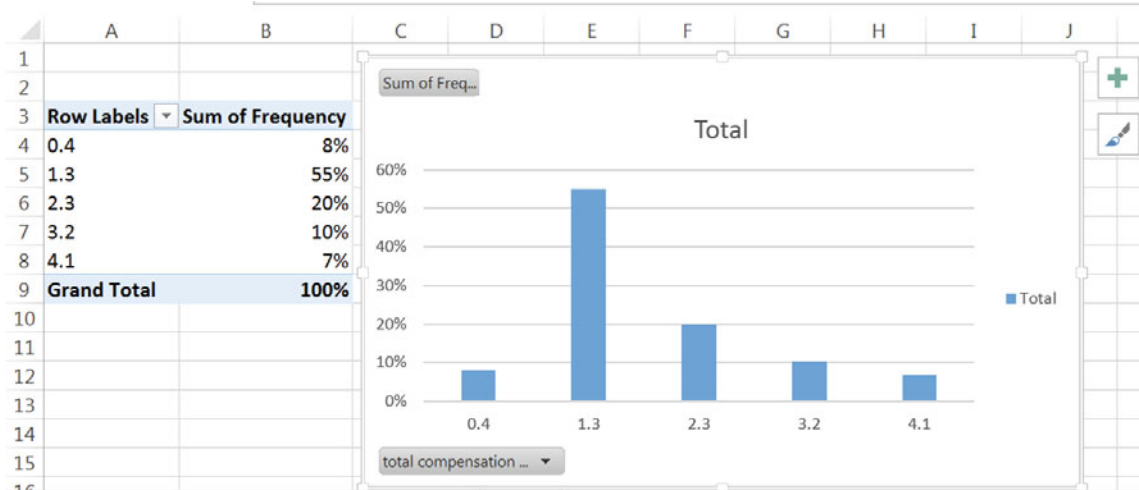 A B C D E F G H I J
1
2
3 Row Labels Sum of Frequency
4 0.4 8%
5 1.3 55%
6 2.3 20%
7 3.2 10%
8 4.1 7%
9 Grand Total 100%
10
11
12
13
14
15
16
Sum of Freq...
Total
60%
50%
40%
30%
20%
10%
0%
0.4 1.3 2.3 3.2 4.1
Total
total compensation ...